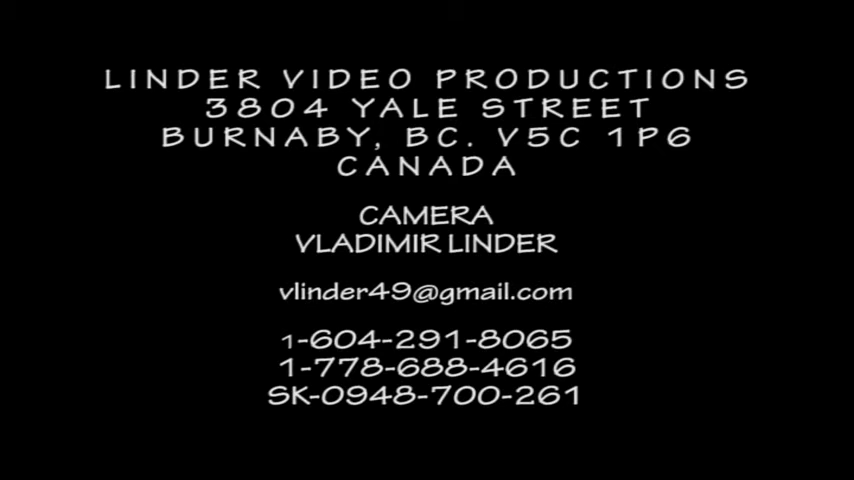 LINDER VIDEO PRODUCTIONS
3804 YALE STREET
BURNABY, BC. V5C 1P6
CANADA
CAMERA
VLADIMIR LINDER
vlinder49@gmail.com
1-604-291-8065
1-778-688-4616
SK-0948-700-261